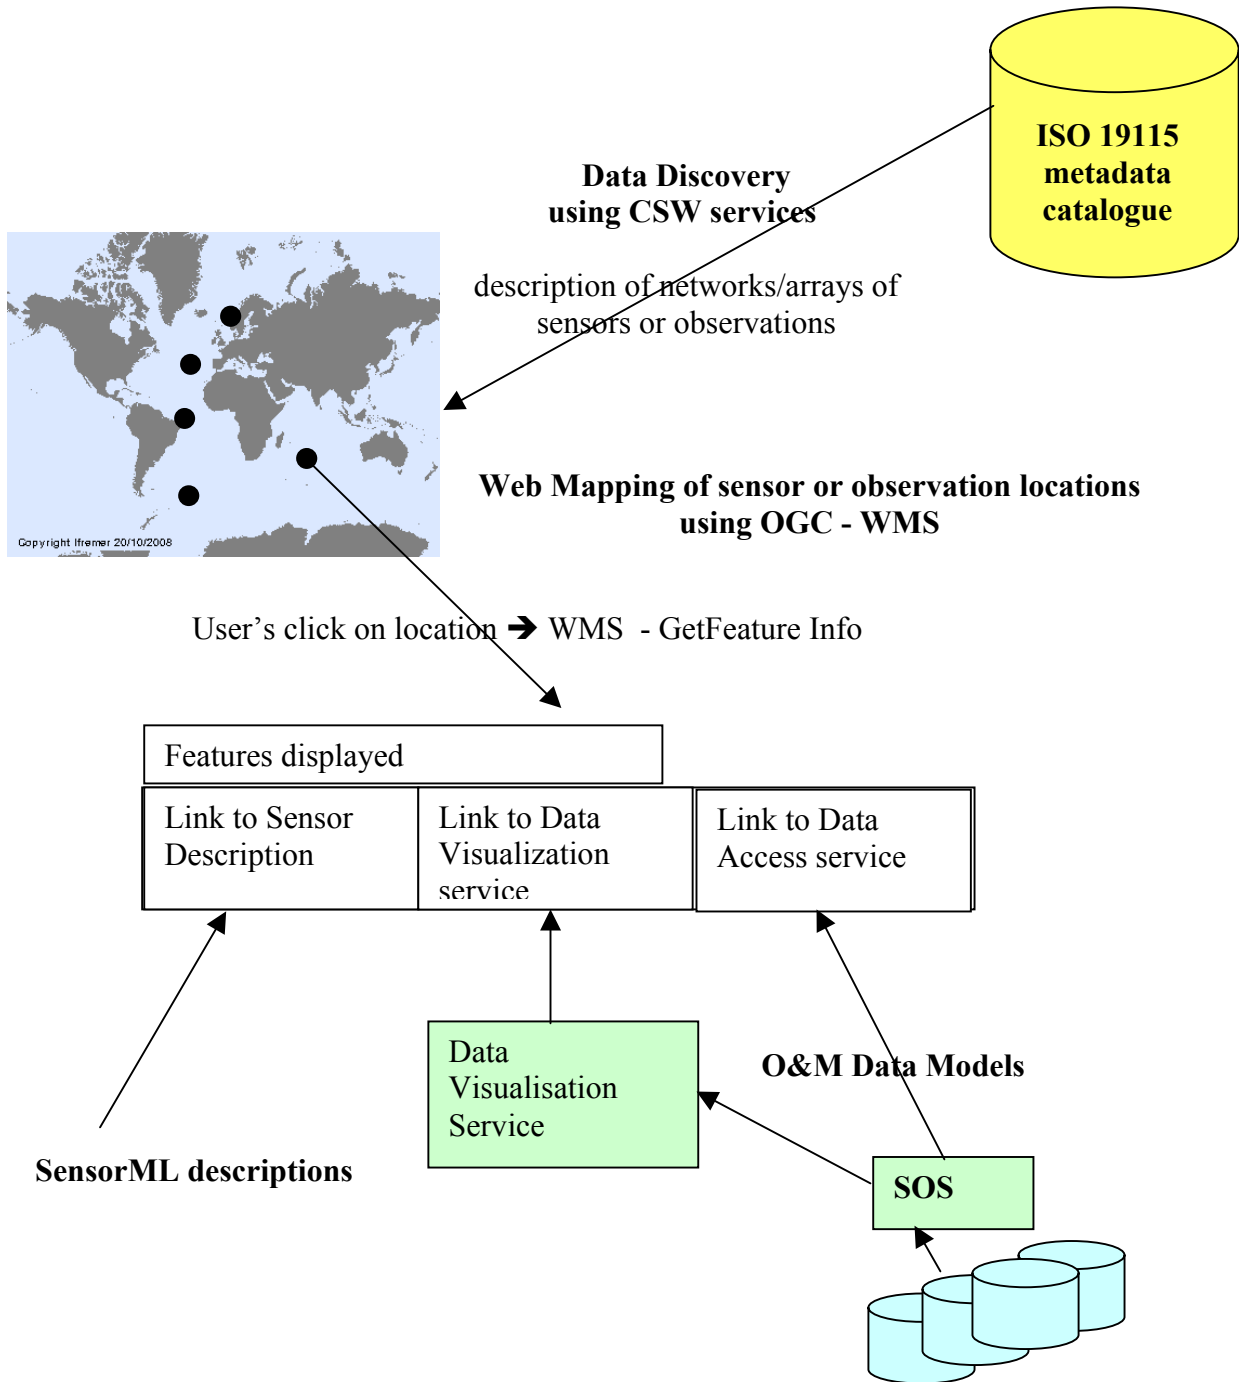 ISO 19115
metadata
catalogue
Data Discovery
using CSW services
description of networks/arrays of
sensors or observations
Copyright Ifremer 20/10/2008
Web Mapping of sensor or observation locations
using OGC - WMS
User’s click on location ➔ WMS - GetFeature Info
Features displayed
Link to Sensor
Description
Link to Data
Visualization
service
Link to Data
Access service
Data
Visualisation
Service
O&M Data Models
SensorML descriptions
SOS